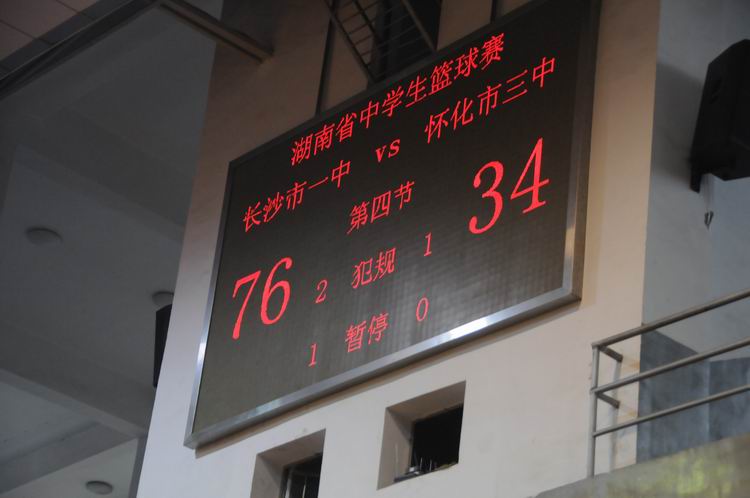 湖南省中学生篮球赛
长沙市一中 vs 怀化市三中
第四节
76 34
2 犯规 1
1 暂停 0